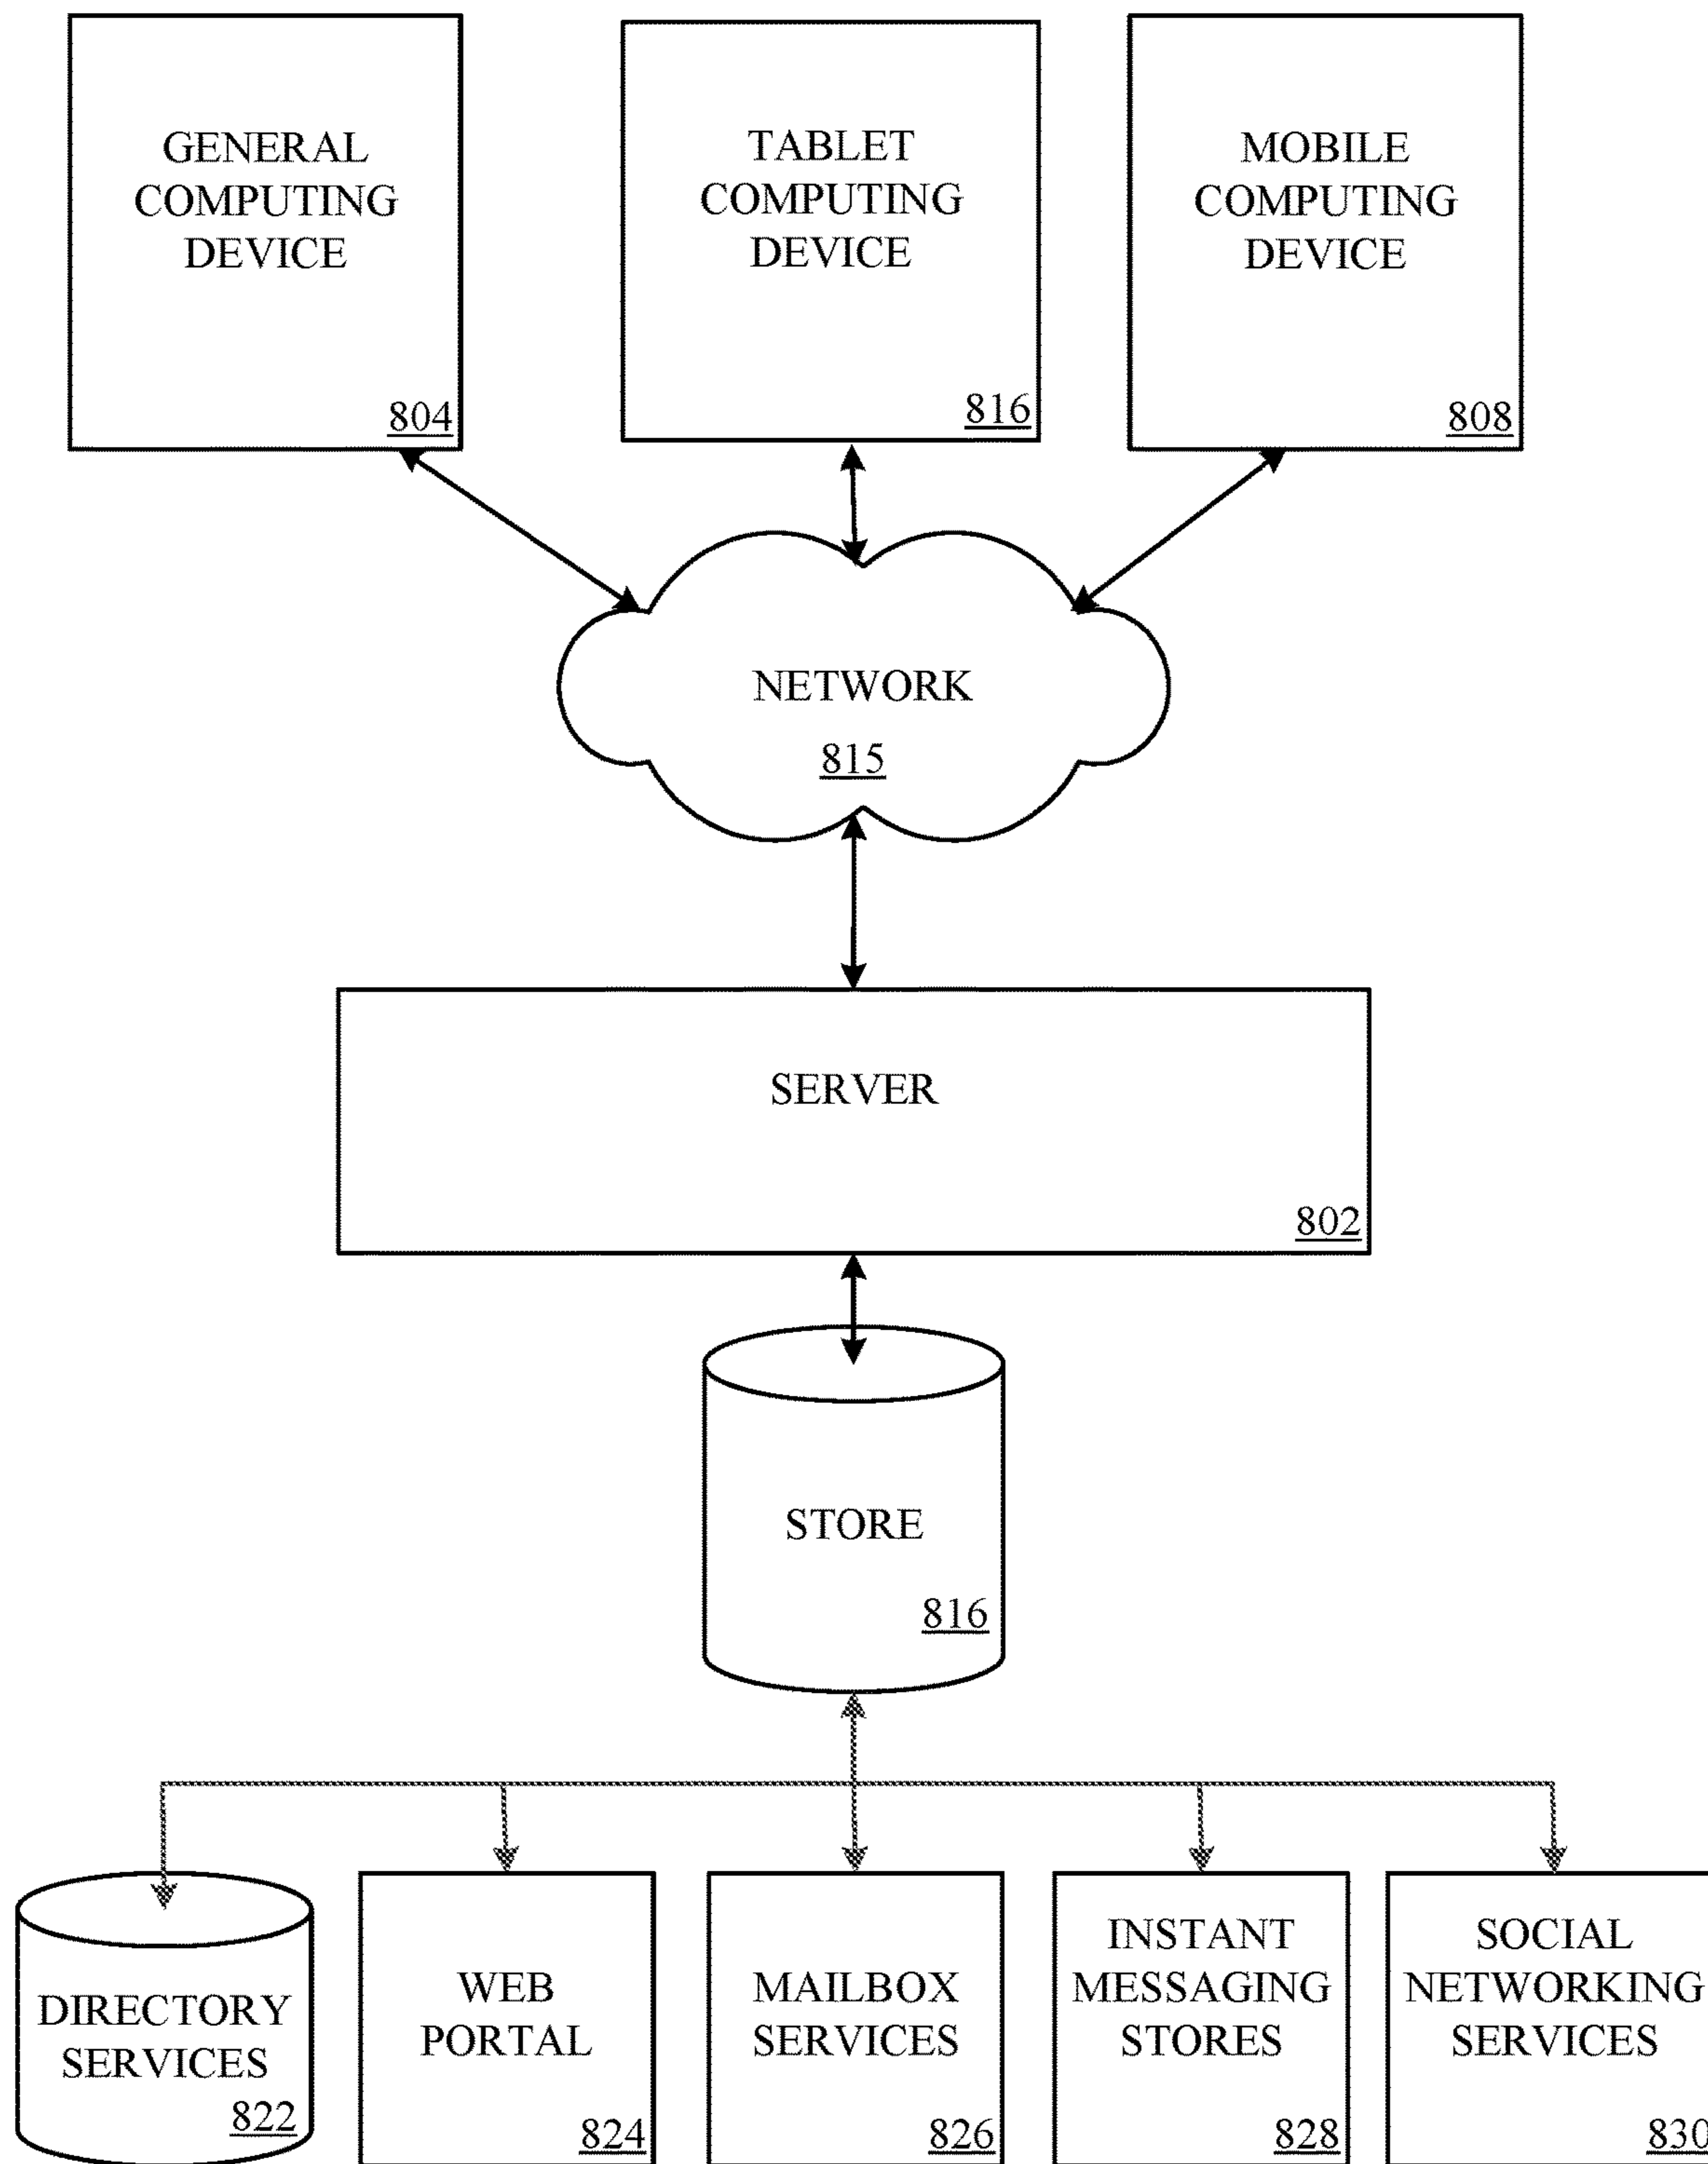 GENERAL
COMPUTING
DEVICE
804
TABLET
COMPUTING
DEVICE
816
MOBILE
COMPUTING
DEVICE
808
NETWORK
815
SERVER
802
STORE
816
DIRECTORY
SERVICES
822
WEB
PORTAL
824
MAILBOX
SERVICES
826
INSTANT
MESSAGING
STORES
828
SOCIAL
NETWORKING
SERVICES
830